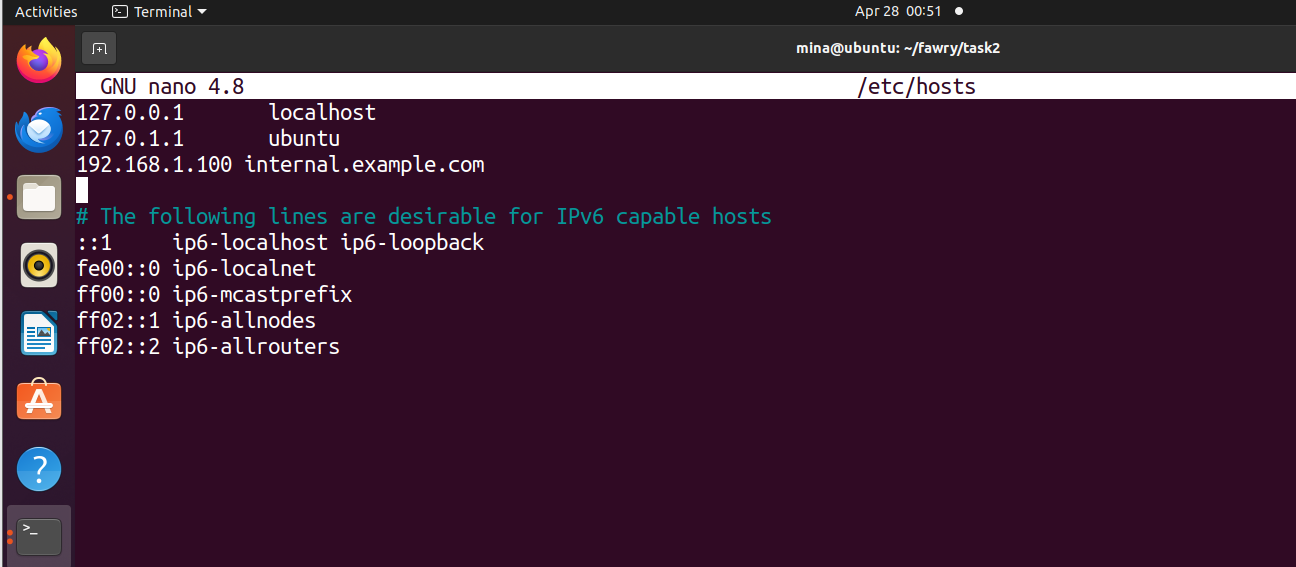 Activities Terminal Apr 28 00:51
mina@ubuntu: ~/fawry/task2
GNU nano 4.8 /etc/hosts
127.0.0.1 localhost
127.0.1.1 ubuntu
192.168.1.100 internal.example.com
# The following lines are desirable for IPv6 capable hosts
::1 ip6-localhost ip6-loopback
fe00::0 ip6-localnet
ff00::0 ip6-mcastprefix
ff02::1 ip6-allnodes
ff02::2 ip6-allrouters